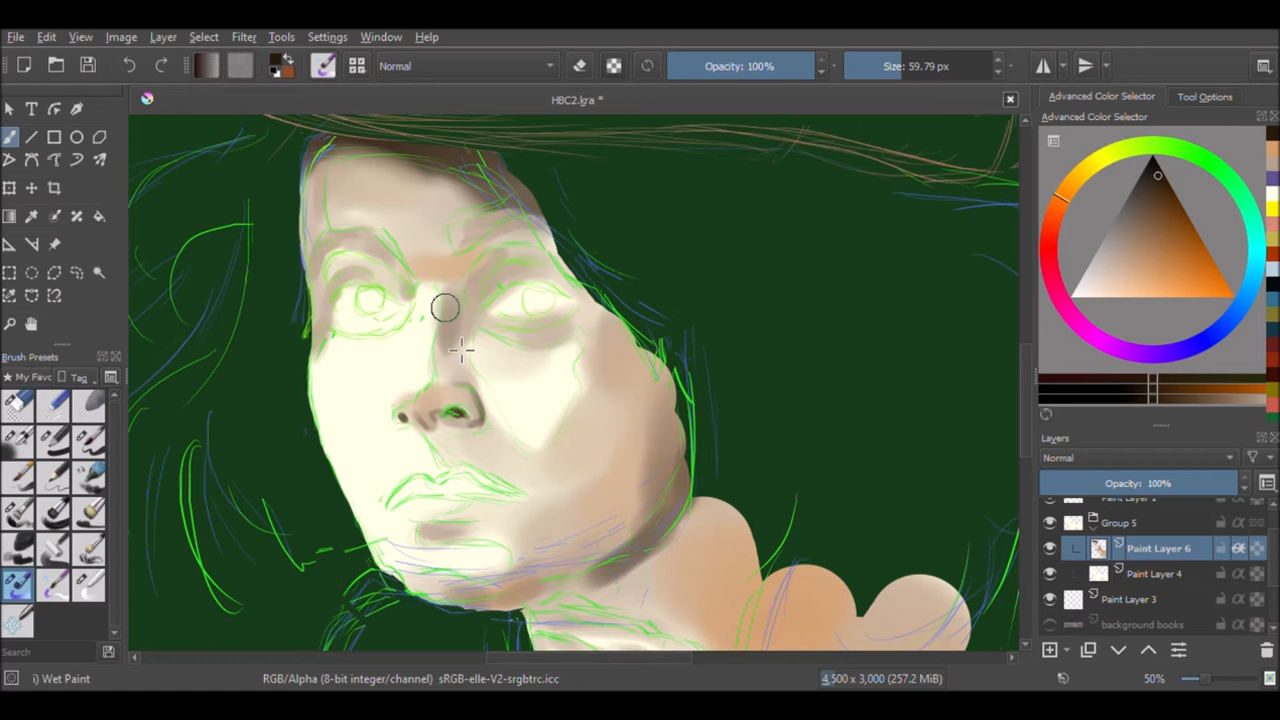 File Edit View Image Layer Select Filter Tools Settings Window Help
Normal Opacity: 100% Size: 59.79 px
HBC2.kra *
Advanced Color Selector Tool Options
Advanced Color Selector
Brush Presets
My Favo Tag
Search
Layers
Normal
Opacity: 100%
Paint Layer 1
Group 5
Paint Layer 6
Paint Layer 4
Paint Layer 3
background books
i) Wet Paint RGB/Alpha (8-bit integer/channel) sRGB-elle-V2-srgbtrc.icc 4,500 x 3,000 (257.2 MiB) 50%